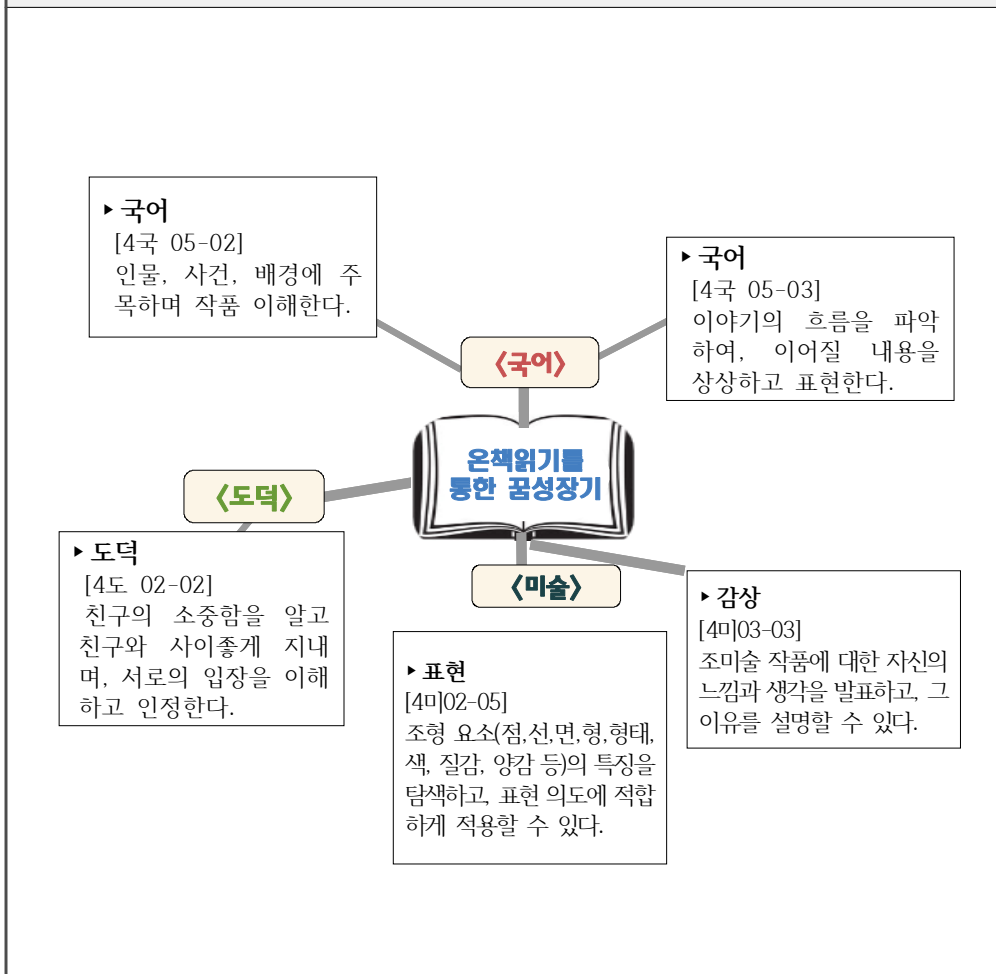 ▸국어
[4국 05-02]
인물, 사건, 배경에 주
목하며 작품 이해한다.
▸국어
[4국 05-03]
이야기의 흐름을 파악
하여, 이어질 내용을
상상하고 표현한다.
〈국어〉
온책읽기를
통한 꿈성장기
〈도덕〉
▸도덕
[4도 02-02]
친구의 소중함을 알고
친구와 사이좋게 지내
며, 서로의 입장을 이해
하고 인정한다.
〈미술〉
▸표현
[4미02-05]
조형 요소(점,선,면,형,형태,
색, 질감, 양감 등)의 특징을
탐색하고, 표현 의도에 적합
하게 적용할 수 있다.
▸감상
[4미03-03]
조미술 작품에 대한 자신의
느낌과 생각을 발표하고, 그
이유를 설명할 수 있다.